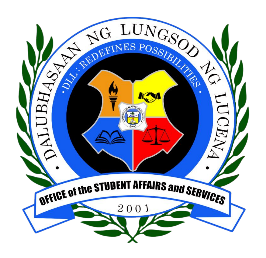 DALUBHASAAN NG LUNGSOD NG LUCENA
DLL: REDEFINES POSSIBILITIES
OFFICE of the STUDENT AFFAIRS and SERVICES
2001